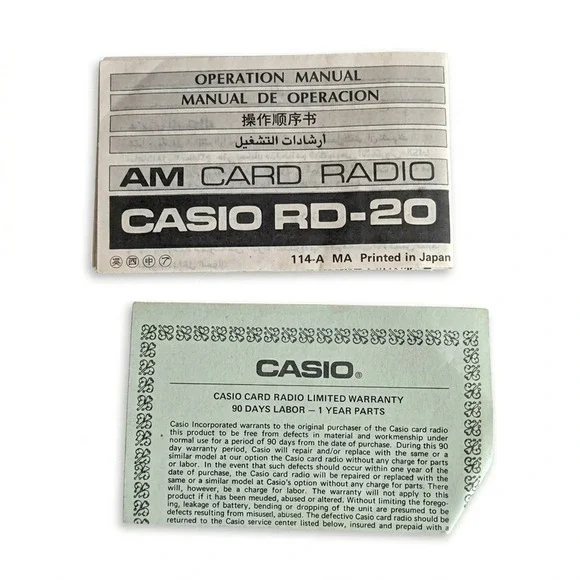 OPERATION MANUAL
MANUAL DE OPERACION
操作顺序书
أرشادات التشغيل
AM CARD RADIO
CASIO RD-20
英 西 中 ア
114-A MA Printed in Japan
CASIO®
CASIO CARD RADIO LIMITED WARRANTY
90 DAYS LABOR – 1 YEAR PARTS
Casio Incorporated warrants to the original purchaser of the Casio card radio
this product to be free from defects in material and workmenship under
normal use for a period of 90 days from the date of purchase. During this 90
day warranty period, Casio will repair and/or replace with the same or a
similar model at our option the Casio card radio without any charge for parts
or labor. In the event that such defects should occur within one year of the
date of purchase, the Casio card radio will be repaired or replaced with the
same or a similar model at Casio's option without any charge for parts. There
will, however, be a charge for labor. The warranty will not apply to this
product if it has been meuded, abused or altered. Without limiting the forego-
ing, leakage of battery, bending or dropping of the unit are presumed to be
defects resulting from misused, abused. The defective Casio card radio should be
returned to the Casio service center listed below, insured and prepaid with a